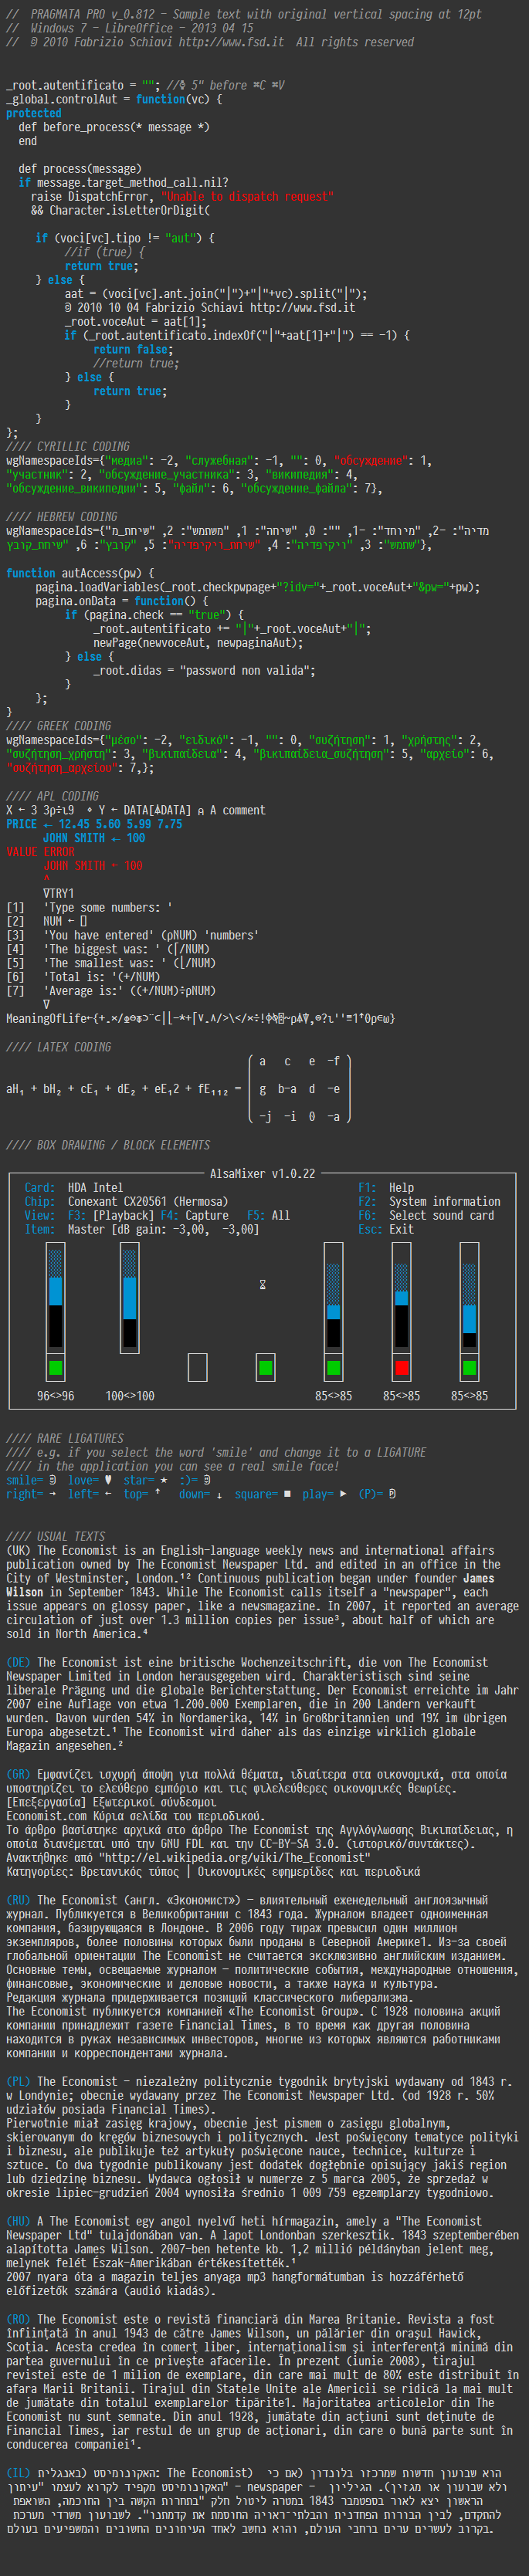 //  PRAGMATA PRO v_0.812 – Sample text with original vertical spacing at 12pt
//  Windows 7 – LibreOffice – 2013 04 15
//  © 2010 Fabrizio Schiavi http://www.fsd.it  All rights reserved
_root.autentificato = ""; // 5" before ⌘C ⌘V
_global.controlAut = function(vc) {
protected
  def before_process(* message *)
  end
  def process(message)
  if message.target_method_call.nil?
    raise DispatchError, "Unable to dispatch request"
    && Character.isLetterOrDigit(
     if (voci[vc].tipo != "aut") {
          //if (true) {
          return true;
     } else {
          aat = (voci[vc].ant.join("|")+"|"+vc).split("|");
          © 2010 10 04 Fabrizio Schiavi http://www.fsd.it
          _root.voceAut = aat[1];
          if (_root.autentificato.indexOf("|"+aat[1]+"|") == -1) {
               return false;
               //return true;
          } else {
               return true;
          }
     }
};
//// CYRILLIC CODING
wgNamespaceIds={"медиа": -2, "служебная": -1, "": 0, "обсуждение": 1,
"участник": 2, "обсуждение_участника": 3, "википедия": 4,
"обсуждение_википедии": 5, "файл": 6, "обсуждение_файла": 7},
//// HEBREW CODING
wgNamespaceIds={"מדיה": -2, "מיוחד": -1, "": 0, "שיחה": 1, "משתמש": 2, "שיחת_מ
שתמש": 3, "ויקיפדיה": 4, "שיחת_ויקיפדיה": 5, "קובץ": 6, "שיחת_קובץ"},
function autAccess(pw) {
     pagina.loadVariables(_root.checkpwpage+"?idv="+_root.voceAut+"&pw="+pw);
     pagina.onData = function() {
          if (pagina.check == "true") {
               _root.autentificato += "|"+_root.voceAut+"|";
               newPage(newvoceAut, newpaginaAut);
          } else {
               _root.didas = "password non valida";
          }
     };
}
//// GREEK CODING
wgNamespaceIds={"μέσο": -2, "ειδικό": -1, "": 0, "συζήτηση": 1, "χρήστης": 2,
"συζήτηση_χρήστη": 3, "βικιπαίδεια": 4, "βικιπαίδεια_συζήτηση": 5, "αρχείο": 6,
"συζήτηση_αρχείου": 7,};
//// APL CODING
X ← 3 3⍴÷⍳9  ⋄ Y ← DATA[⍋DATA] ⍝ A comment
PRICE ← 12.45 5.60 5.99 7.75
      JOHN SMITH ← 100
VALUE ERROR
      JOHN SMITH ← 100
      ^
      ∇TRY1
[1]   'Type some numbers: '
[2]   NUM ← ⎕
[3]   'You have entered' (⍴NUM) 'numbers'
[4]   'The biggest was: ' (⌈/NUM)
[5]   'The smallest was: ' (⌊/NUM)
[6]   'Total is: '(+/NUM)
[7]   'Average is:' ((+/NUM)÷⍴NUM)
      ∇
//// LATEX CODING
a   c   e  -f
aH₁ + bH₂ + cE₁ + dE₂ + eE₁2 + fE₁₁₂ = g  b-a  d  -e
-j  -i  0  -a
//// BOX DRAWING / BLOCK ELEMENTS
AlsaMixer v1.0.22
Card:  HDA Intel                                      F1:  Help
Chip:  Conexant CX20561 (Hermosa)                     F2:  System information
View:  F3: [Playback] F4: Capture   F5: All           F6:  Select sound card
Item:  Master [dB gain: -3,00,  -3,00]                Esc: Exit
96<>96     100<>100                          85<>85     85<>85     85<>85
//// RARE LIGATURES
//// e.g. if you select the word 'smile' and change it to a LIGATURE
//// in the application you can see a real smile face!
smile=   love= ♥  star= ★  :)=
right= →  left= ←  top= ↑   down= ↓  square= ■  play= ►  (P)= ℗
//// USUAL TEXTS
(UK) The Economist is an English-language weekly news and international affairs
publication owned by The Economist Newspaper Ltd. and edited in an office in the
City of Westminster, London.¹² Continuous publication began under founder James
Wilson in September 1843. While The Economist calls itself a "newspaper", each
issue appears on glossy paper, like a newsmagazine. In 2007, it reported an average
circulation of just over 1.3 million copies per issue³, about half of which are
sold in North America.⁴
(DE) The Economist ist eine britische Wochenzeitschrift, die von The Economist
Newspaper Limited in London herausgegeben wird. Charakteristisch sind seine
liberale Prägung und die globale Berichterstattung. Der Economist erreichte im Jahr
2007 eine Auflage von etwa 1.200.000 Exemplaren, die in 200 Ländern verkauft
wurden. Davon wurden 54% in Nordamerika, 14% in Großbritannien und 19% im übrigen
Europa abgesetzt.¹ The Economist wird daher als das einzige wirklich globale
Magazin angesehen.²
(GR) Εμφανίζει ισχυρή άποψη για πολλά θέματα, ιδιαίτερα στα οικονομικά, στα οποία
υποστηρίζει το ελεύθερο εμπόριο και τις φιλελεύθερες οικονομικές θεωρίες.
[Επεξεργασία] Εξωτερικοί σύνδεσμοι
Economist.com Κύρια σελίδα του περιοδικού.
Το άρθρο βασίστηκε αρχικά στο άρθρο The Economist της Αγγλόγλωσσης Βικιπαίδειας, η
οποία διανέμεται υπό την GNU FDL και την CC-BY-SA 3.0. (ιστορικό/συντάκτες).
Ανακτήθηκε από "http://el.wikipedia.org/wiki/The_Economist"
Κατηγορίες: Βρετανικός τύπος | Οικονομικές εφημερίδες και περιοδικά
(RU) The Economist (англ. «Экономист») – влиятельный еженедельный англоязычный
журнал. Публикуется в Великобритании с 1843 года. Журналом владеет одноименная
компания, базирующаяся в Лондоне. В 2006 году тираж превысил один миллион
экземпляров, более половины которых были проданы в Северной Америке1. Из-за своей
глобальной ориентации The Economist не считается эксклюзивно английским изданием.
Основные темы, освещаемые журналом – политические события, международные отношения,
финансовые, экономические и деловые новости, а также наука и культура.
Редакция журнала придерживается позиций классического либерализма.
The Economist публикуется компанией «The Economist Group». С 1928 половина акций
компании принадлежит газете Financial Times, в то время как другая половина
находится в руках независимых инвесторов, многие из которых являются работниками
компании и корреспондентами журнала.
(PL) The Economist – niezależny politycznie tygodnik brytyjski wydawany od 1843 r.
w Londynie; obecnie wydawany przez The Economist Newspaper Ltd. (od 1928 r. 50%
udziałów posiada Financial Times).
Pierwotnie miał zasięg krajowy, obecnie jest pismem o zasięgu globalnym,
skierowanym do kręgów biznesowych i politycznych. Jest poświęcony tematyce polityki
i biznesu, ale publikuje też artykuły poświęcone nauce, technice, kulturze i
sztuce. Co dwa tygodnie publikowany jest dodatek dogłębnie opisujący jakiś region
lub dziedzinę biznesu. Wydawca ogłosił w numerze z 5 marca 2005, że sprzedaż w
okresie lipiec-grudzień 2004 wynosiła średnio 1 009 759 egzemplarzy tygodniowo.
(HU) A The Economist egy angol nyelvű heti hírmagazin, amely a "The Economist
Newspaper Ltd" tulajdonában van. A lapot Londonban szerkesztik. 1843 szeptemberében
alapította James Wilson. 2007-ben hetente kb. 1,2 millió példányban jelent meg,
melynek felét Észak-Amerikában értékesítették.¹
2007 nyara óta a magazin teljes anyaga mp3 hangformátumban is hozzáférhető
előfizetők számára (audió kiadás).
(RO) The Economist este o revistă financiară din Marea Britanie. Revista a fost
înființată în anul 1943 de către James Wilson, un pălărier din orașul Hawick,
Scoția. Acesta credea în comerț liber, internaționalism și interferență minimă din
partea guvernului în ce privește afacerile. În prezent (iunie 2008), tirajul
revistei este de 1 milion de exemplare, din care mai mult de 80% este distribuit în
afara Marii Britanii. Tirajul din Statele Unite ale Americii se ridică la mai mult
de jumătate din totalul exemplarelor tipărite1. Majoritatea articolelor din The
Economist nu sunt semnate. Din anul 1928, jumătate din acțiuni sunt deținute de
Financial Times, iar restul de un grup de acționari, din care o bună parte sunt în
conducerea companiei¹.
(IL) האקונומיסט (באנגלית: The Economist) הוא שבועון חדשות שמרכזו בלונדון (אם כי
האקונומיסט מקפיד לקרוא לעצמו "עיתון" – newspaper – ולא שבועון או מגזין). הגיליון
הראשון יצא לאור בספטמבר 1843 במטרה ליטול חלק "בתחרות הקשה בין החוכמה, השואפת
להתקדם, לבין הבורות הפחדנית והבלתי-ראויה החוסמת את קדמתנו". לשבועון משרדי מערכת
בקרוב לעשרים ערים ברחבי העולם, והוא נחשב לאחד העיתונים החשובים והמשפיעים בעולם.